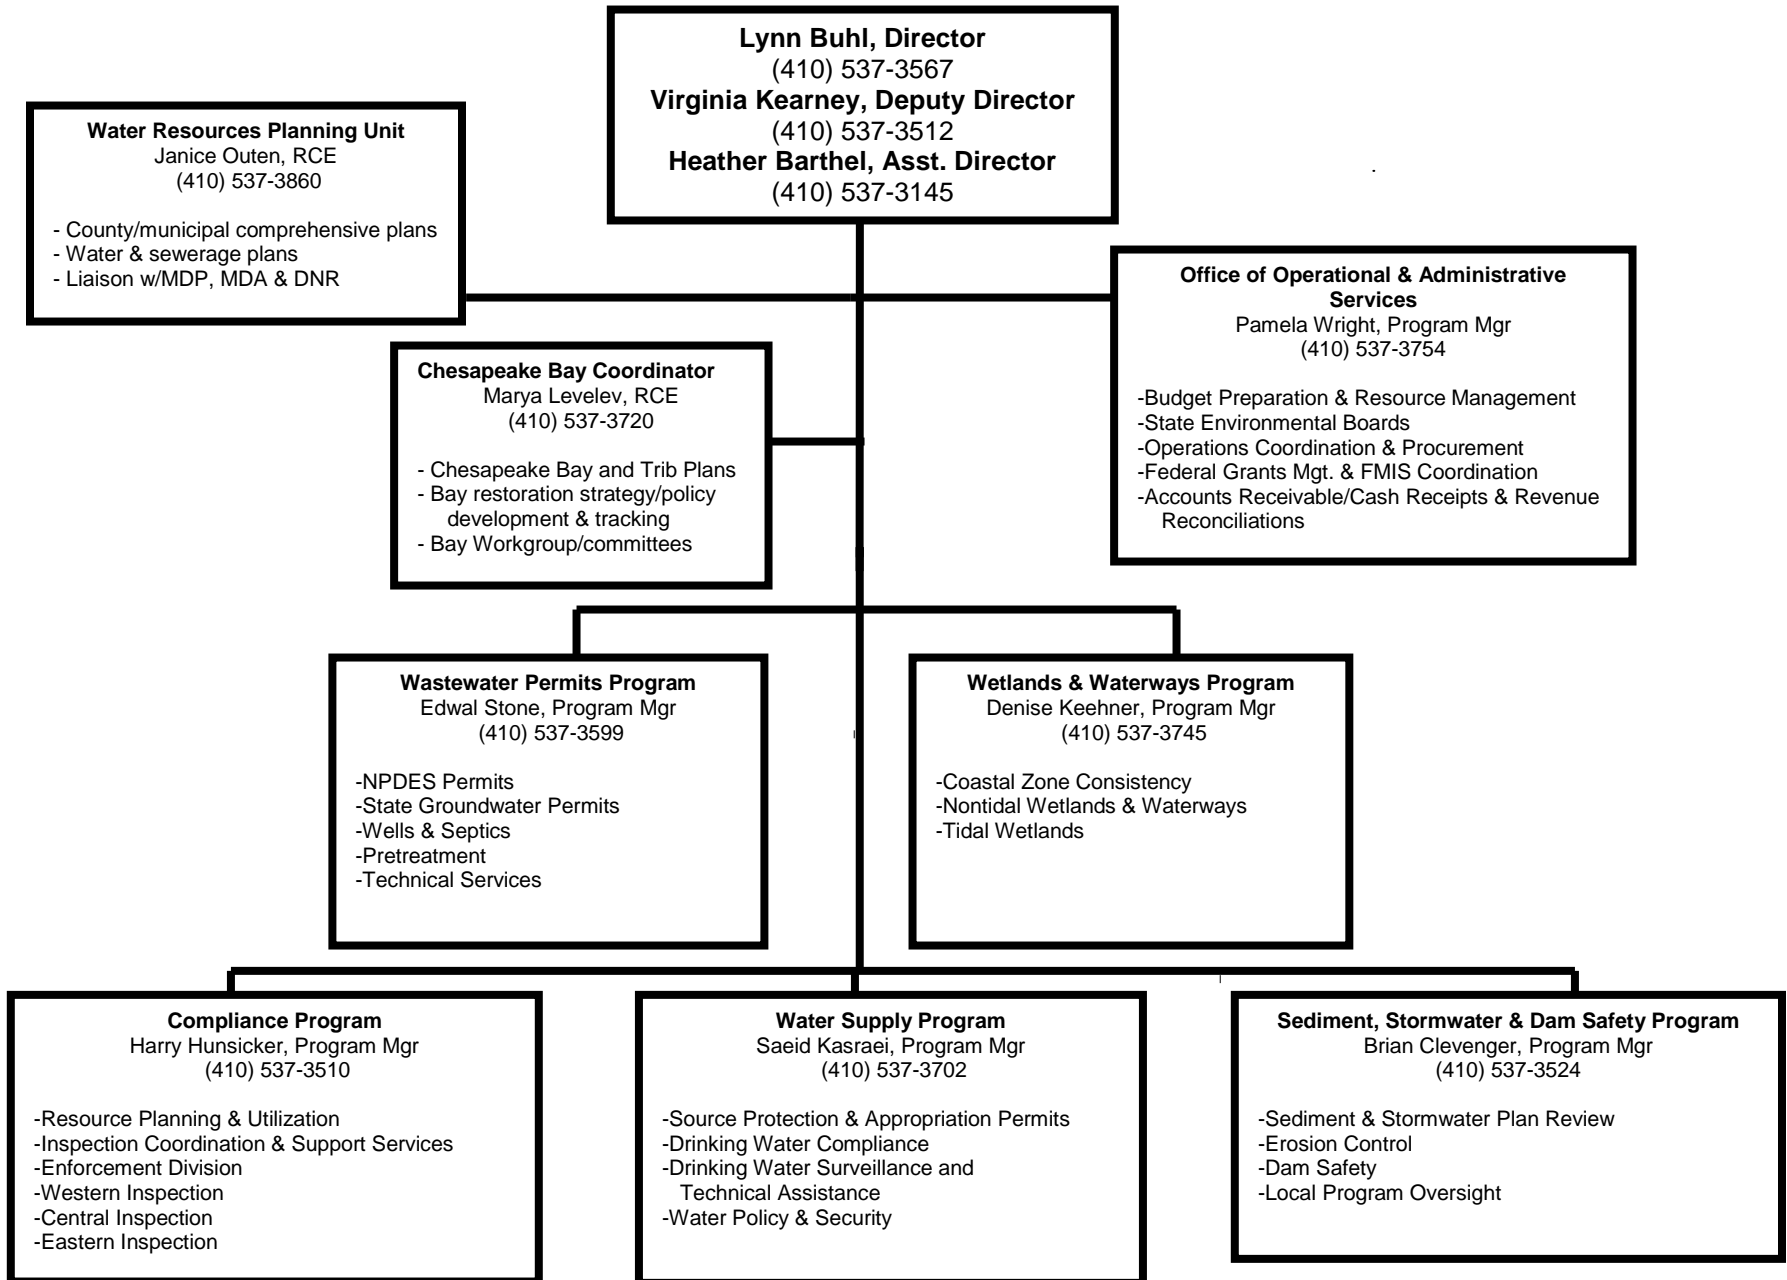 Lynn Buhl, Director
(410) 537-3567
Virginia Kearney, Deputy Director
(410) 537-3512
Heather Barthel, Asst. Director
(410) 537-3145
Water Resources Planning Unit
Janice Outen, RCE
(410) 537-3860
- County/municipal comprehensive plans
- Water & sewerage plans
- Liaison w/MDP, MDA & DNR
Office of Operational & Administrative
Services
Pamela Wright, Program Mgr
(410) 537-3754
-Budget Preparation & Resource Management
-State Environmental Boards
-Operations Coordination & Procurement
-Federal Grants Mgt. & FMIS Coordination
-Accounts Receivable/Cash Receipts & Revenue
Reconciliations
Chesapeake Bay Coordinator
Marya Levelev, RCE
(410) 537-3720
- Chesapeake Bay and Trib Plans
- Bay restoration strategy/policy
development & tracking
- Bay Workgroup/committees
Wastewater Permits Program
Edwal Stone, Program Mgr
(410) 537-3599
-NPDES Permits
-State Groundwater Permits
-Wells & Septics
-Pretreatment
-Technical Services
Wetlands & Waterways Program
Denise Keehner, Program Mgr
(410) 537-3745
-Coastal Zone Consistency
-Nontidal Wetlands & Waterways
-Tidal Wetlands
Compliance Program
Harry Hunsicker, Program Mgr
(410) 537-3510
-Resource Planning & Utilization
-Inspection Coordination & Support Services
-Enforcement Division
-Western Inspection
-Central Inspection
-Eastern Inspection
Water Supply Program
Saeid Kasraei, Program Mgr
(410) 537-3702
-Source Protection & Appropriation Permits
-Drinking Water Compliance
-Drinking Water Surveillance and
Technical Assistance
-Water Policy & Security
Sediment, Stormwater & Dam Safety Program
Brian Clevenger, Program Mgr
(410) 537-3524
-Sediment & Stormwater Plan Review
-Erosion Control
-Dam Safety
-Local Program Oversight